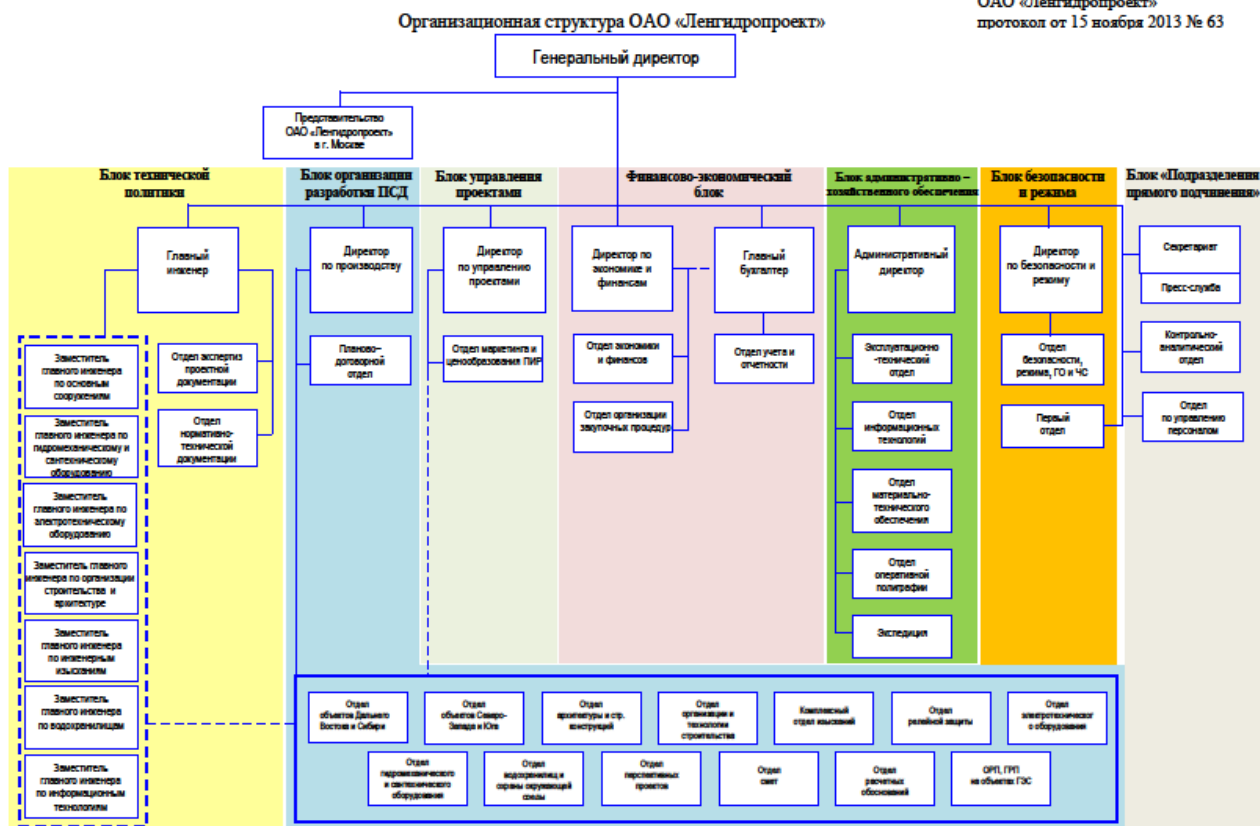 ОАО «Ленгидропроект»
протокол от 15 ноября 2013 № 63
Организационная структура ОАО «Ленгидропроект»
Генеральный директор
Представительство
ОАО «Ленгидропроект»
в г. Москве
Блок технической
политики
Блок организации
разработки ПСД
Блок управления
проектами
Финансово-экономический
блок
Блок административно –
хозяйственного обеспечения
Блок безопасности
и режима
Блок «Подразделения
прямого подчинения»
Главный
инженер
Директор
по производству
Директор
по управлению
проектами
Директор по
экономике и
финансам
Главный
бухгалтер
Административный
директор
Директор
по безопасности и
режиму
Секретариат
Пресс-служба
Заместитель
главного инженера
по основным
сооружениям
Отдел экспертиз
проектной
документации
Планово–
договорной
отдел
Отдел маркетинга и
ценообразования ПИР
Отдел экономики
и финансов
Отдел учета и
отчетности
Эксплуатационно
-технический
отдел
Отдел
безопасности,
режима, ГО и ЧС
Контрольно-
аналитический
отдел
Заместитель
главного инженера по
гидромеханическому и
сантехническому
оборудованию
Отдел
нормативно-
технической
документации
Отдел организации
закупочных процедур
Отдел
информационных
технологий
Первый
отдел
Отдел
по управлению
персоналом
Заместитель
главного инженера по
электротехническому
оборудованию
Отдел
материально-
технического
обеспечения
Заместитель главного
инженера по организации
строительства и
архитектуре
Отдел
оперативной
полиграфии
Заместитель
главного инженера
по инженерным
изысканиям
Экспедиция
Заместитель
главного инженера
по водохранилищам
Заместитель
главного инженера
по информационным
технологиям
Отдел
объектов Дальнего
Востока и Сибири
Отдел
объектов Северо-
Запада и Юга
Отдел
архитектуры и стр.
конструкций
Отдел
организации и
технологии
строительства
Комплексный
отдел изысканий
Отдел
релейной защиты
Отдел
электротехническог
о оборудования
Отдел
гидромеханического
и сантехнического
оборудования
Отдел
водохранилищ и
охраны окружающей
среды
Отдел
перспективных
проектов
Отдел
смет
Отдел
расчетных
обоснований
ОРП, ГРП
на объектах ГЭС